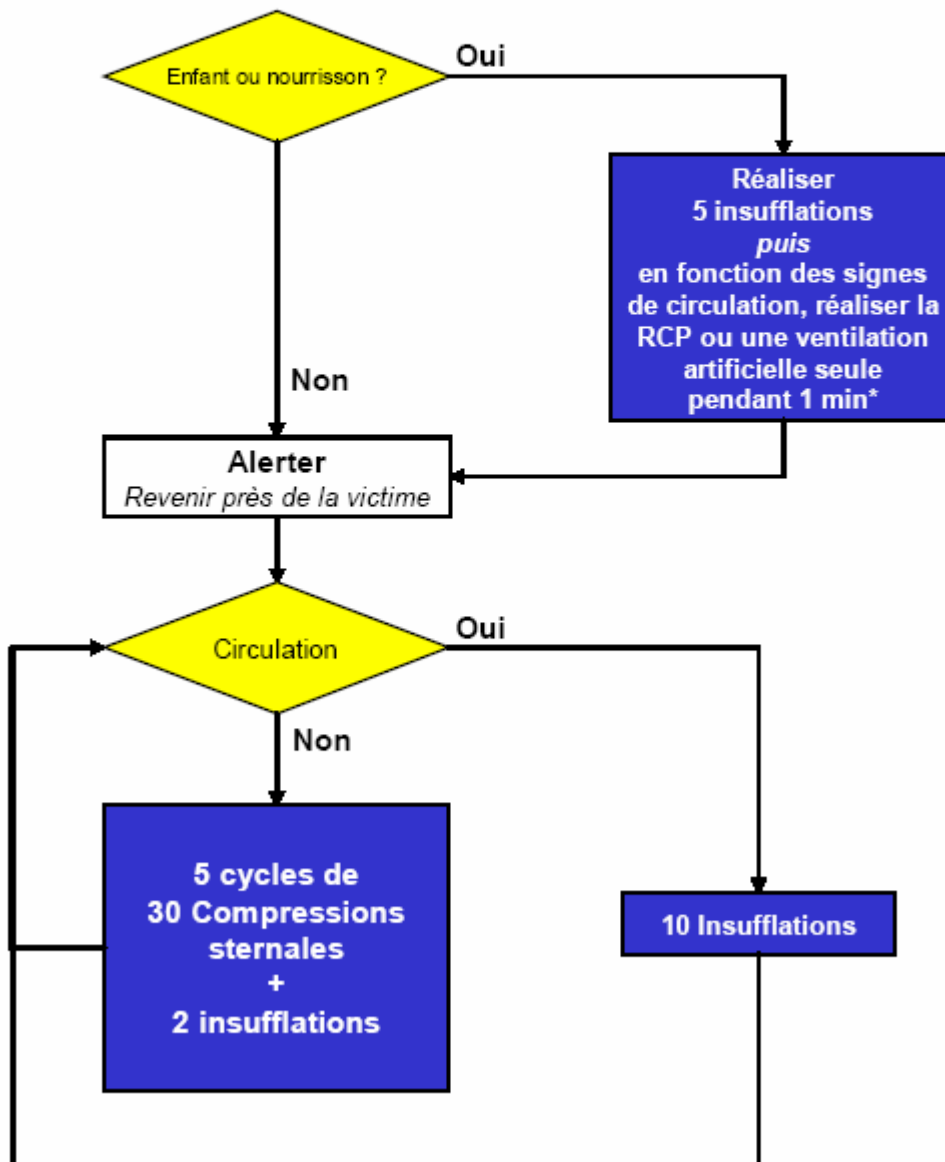 Enfant ou nourrisson ?
Oui
Réaliser
5 insufflations
puis
en fonction des signes
de circulation, réaliser la
RCP ou une ventilation
artificielle seule
pendant 1 min*
Non
Alerter
Revenir près de la victime
Circulation
Oui
Non
5 cycles de
30 Compressions
sternales
+
2 insufflations
10 Insufflations